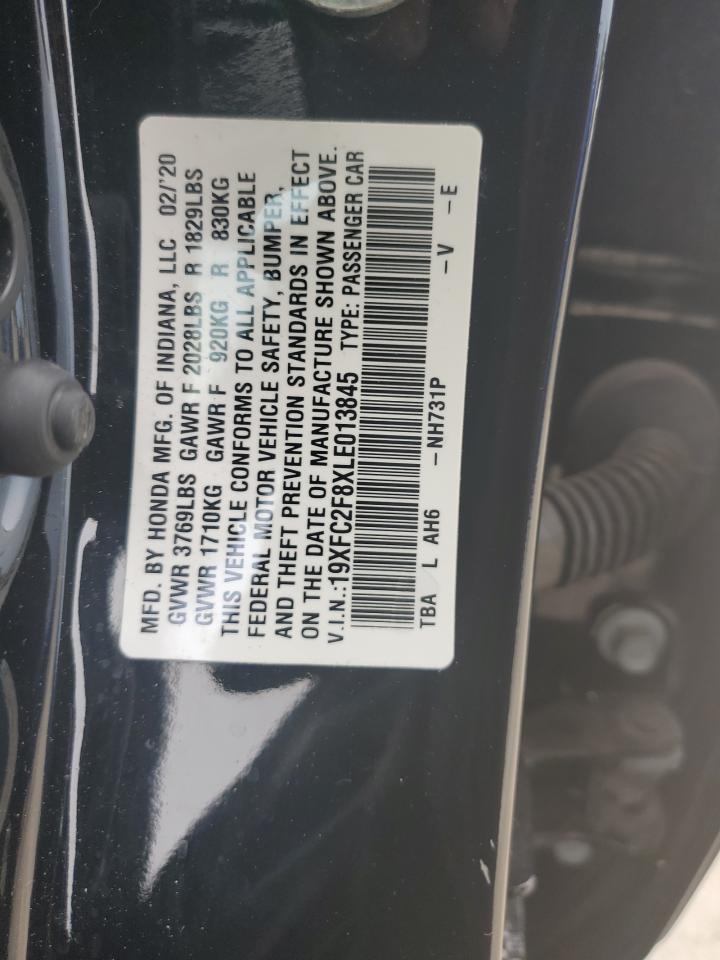 MFD. BY HONDA MFG. OF INDIANA, LLC 02/'20
GVWR 3769LBS GAWR F 2028LBS R 1829LBS
GVWR 1710KG GAWR F 920KG R 830KG
THIS VEHICLE CONFORMS TO ALL APPLICABLE
FEDERAL MOTOR VEHICLE SAFETY, BUMPER,
AND THEFT PREVENTION STANDARDS IN EFFECT
ON THE DATE OF MANUFACTURE SHOWN ABOVE.
V.I.N.:19XFC2F8XLE013845 TYPE: PASSENGER CAR
TBA L AH6 -NH731P -V -E